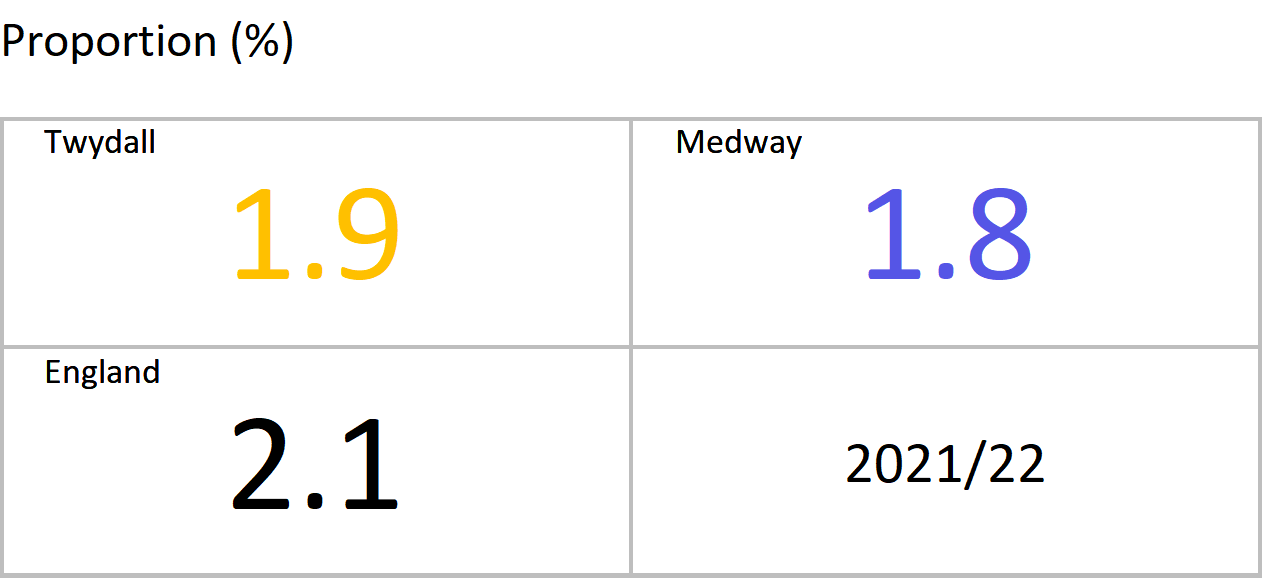 Proportion (%)
Twydall
1.9
Medway
1.8
England
2.1
2021/22